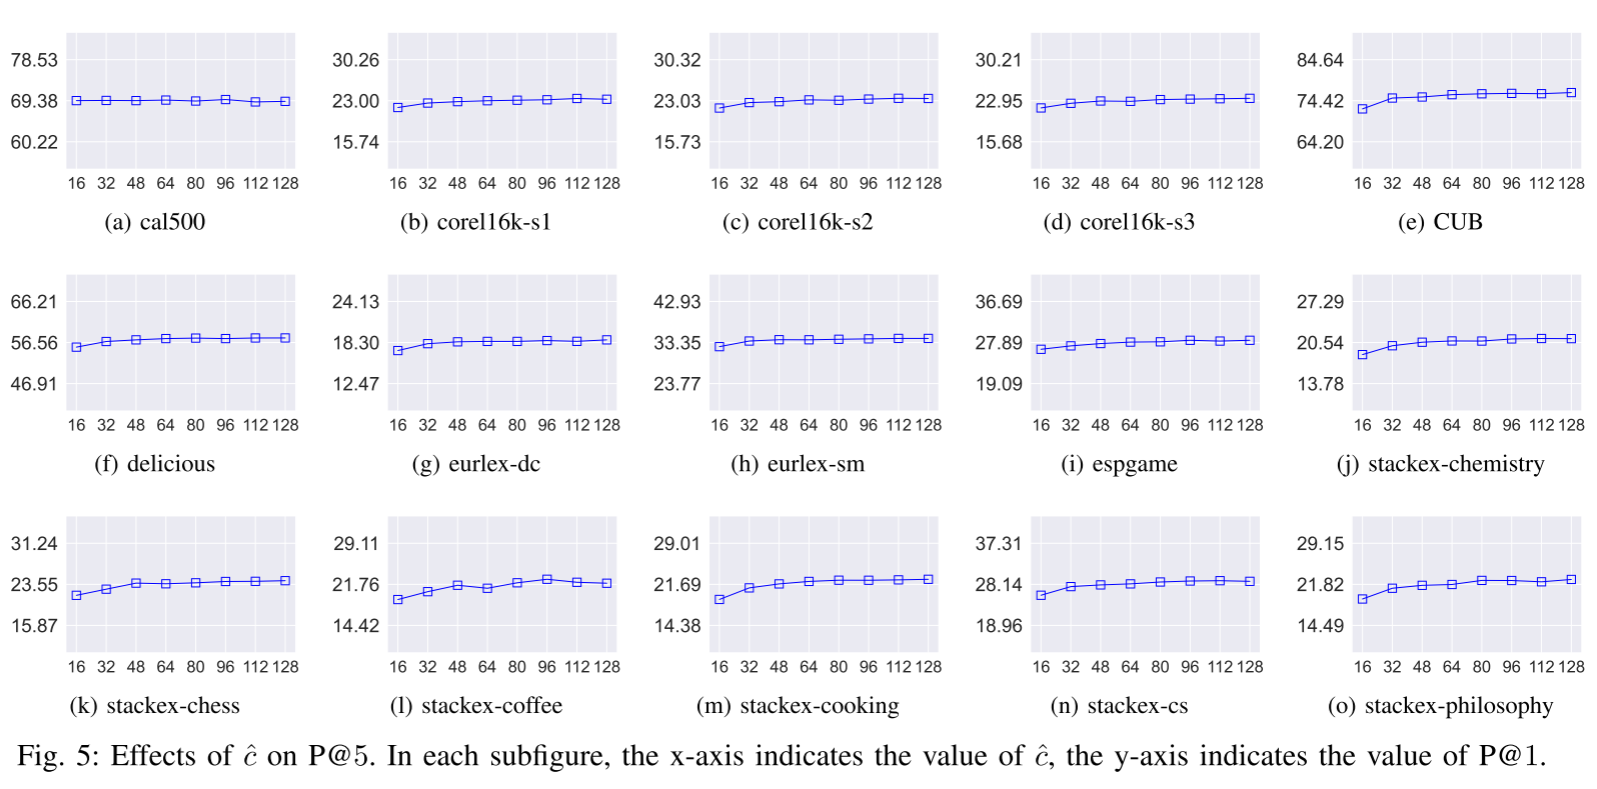 78.53 30.26 30.32 30.21 84.64
69.38 23.00 23.03 22.95 74.42
60.22 15.74 15.73 15.68 64.20
16 32 48 64 80 96 112 128 16 32 48 64 80 96 112 128 16 32 48 64 80 96 112 128 16 32 48 64 80 96 112 128 16 32 48 64 80 96 112 128
(a) cal500 (b) corel16k-s1 (c) corel16k-s2 (d) corel16k-s3 (e) CUB
66.21 24.13 42.93 36.69 27.29
56.56 18.30 33.35 27.89 20.54
46.91 12.47 23.77 19.09 13.78
16 32 48 64 80 96 112 128 16 32 48 64 80 96 112 128 16 32 48 64 80 96 112 128 16 32 48 64 80 96 112 128 16 32 48 64 80 96 112 128
(f) delicious (g) eurlex-dc (h) eurlex-sm (i) espgame (j) stackex-chemistry
31.24 29.11 29.01 37.31 29.15
23.55 21.76 21.69 28.14 21.82
15.87 14.42 14.38 18.96 14.49
16 32 48 64 80 96 112 128 16 32 48 64 80 96 112 128 16 32 48 64 80 96 112 128 16 32 48 64 80 96 112 128 16 32 48 64 80 96 112 128
(k) stackex-chess (l) stackex-coffee (m) stackex-cooking (n) stackex-cs (o) stackex-philosophy
Fig. 5: Effects of ĉ on P@5. In each subfigure, the x-axis indicates the value of ĉ, the y-axis indicates the value of P@1.